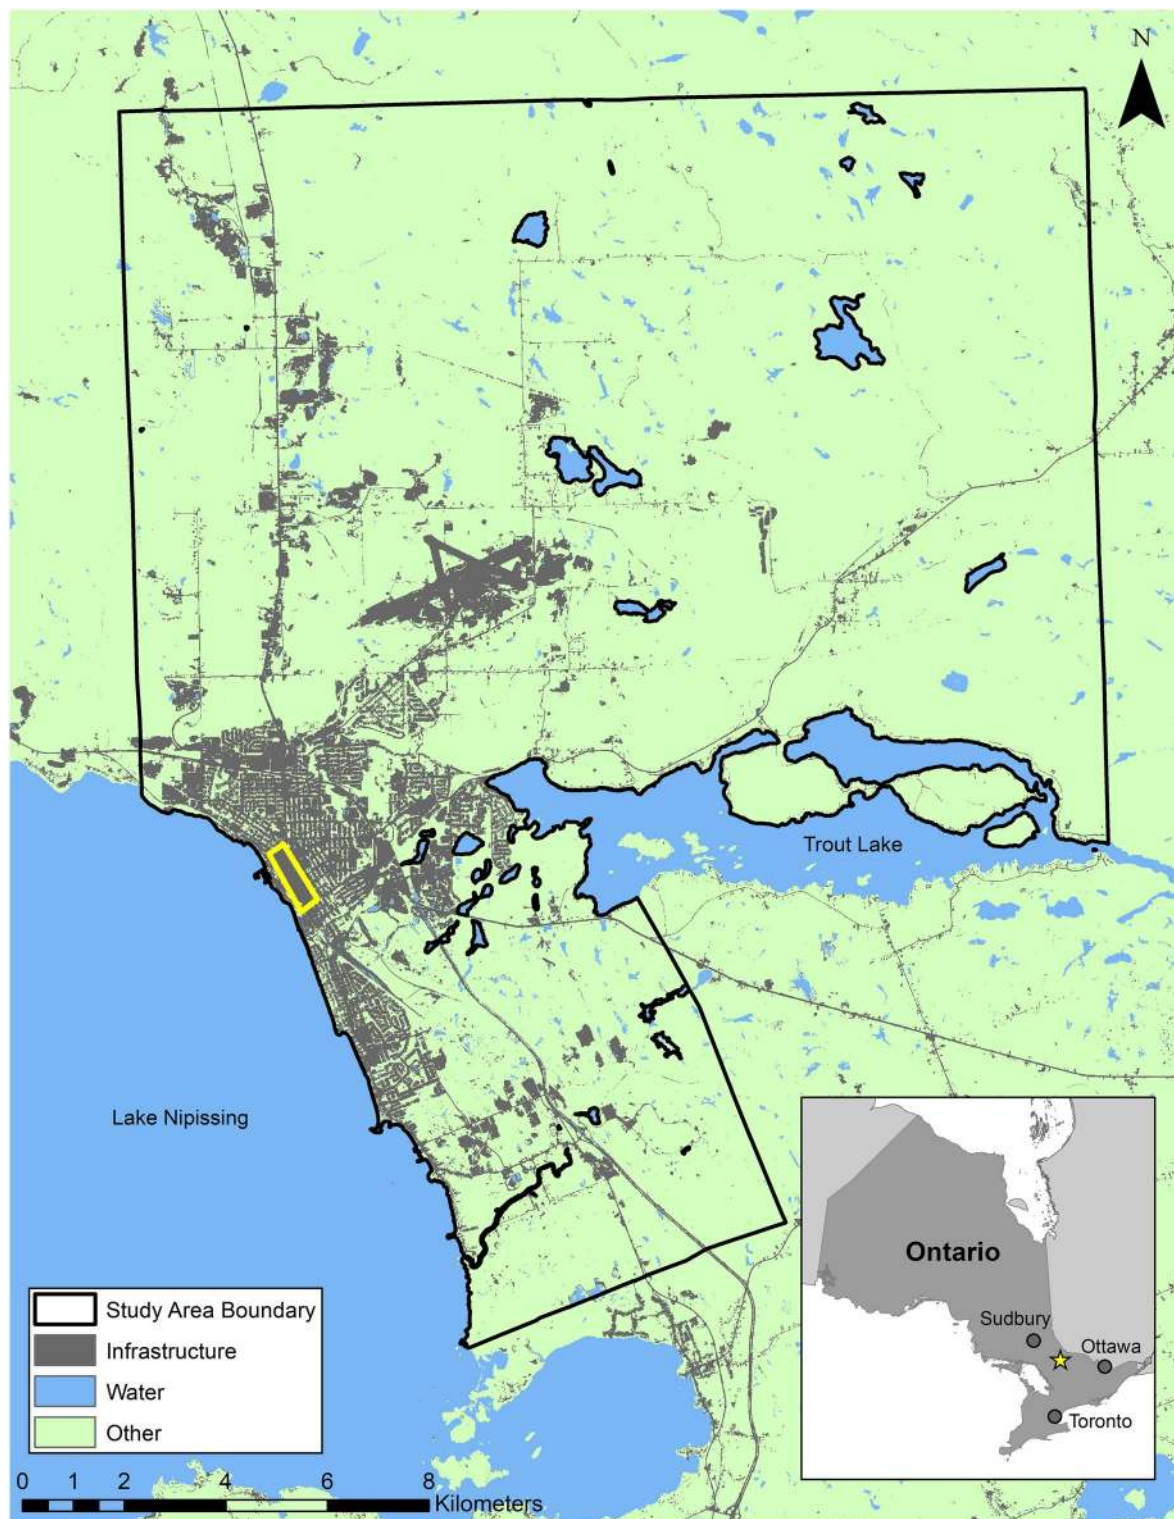 N
Trout Lake
Lake Nipissing
Ontario
Sudbury
Ottawa
Toronto
Study Area Boundary
Infrastructure
Water
Other
0 1 2 4 6 8
Kilometers